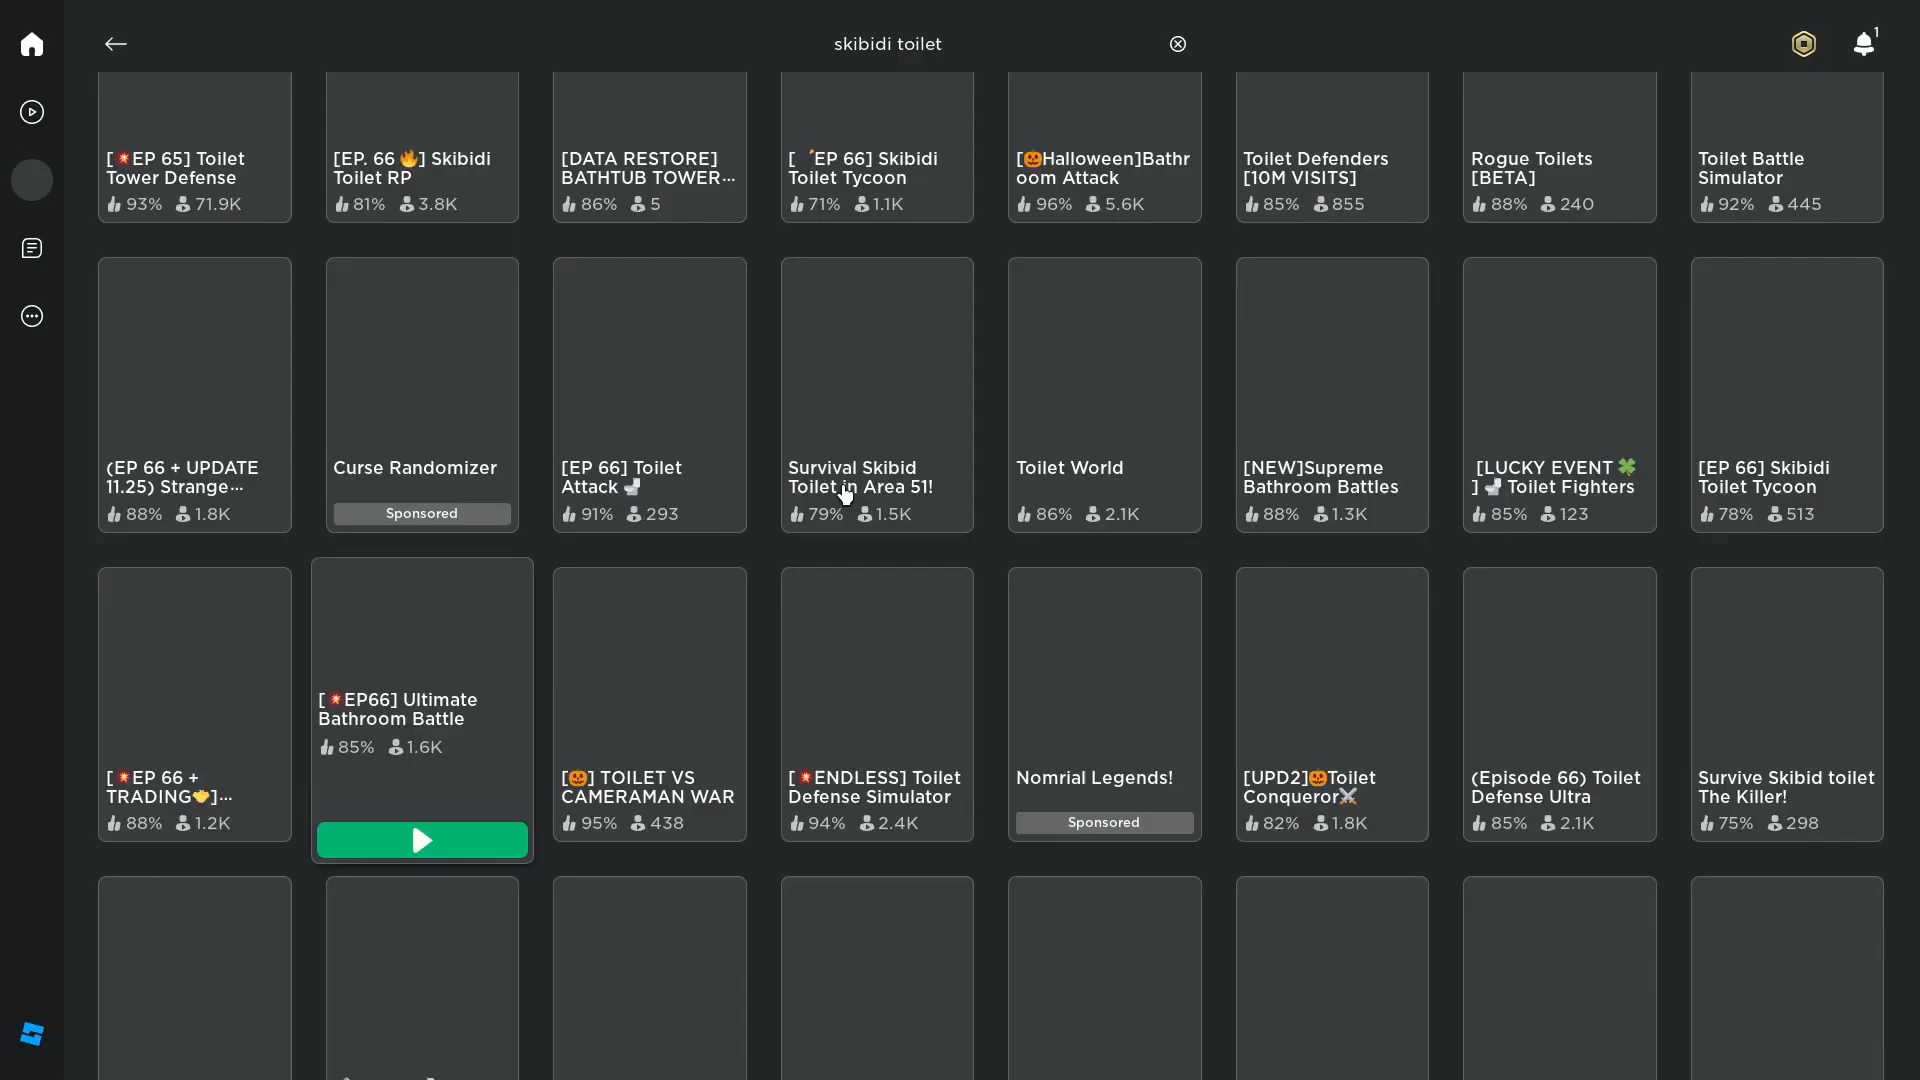 skibidi toilet
1
[💥EP 65] Toilet
Tower Defense
93% 71.9K
[EP. 66 🔥] Skibidi
Toilet RP
81% 3.8K
[DATA RESTORE]
BATHTUB TOWER...
86% 5
[ EP 66] Skibidi
Toilet Tycoon
71% 1.1K
[🎃Halloween]Bathr
oom Attack
96% 5.6K
Toilet Defenders
[10M VISITS]
85% 855
Rogue Toilets
[BETA]
88% 240
Toilet Battle
Simulator
92% 445
(EP 66 + UPDATE
11.25) Strange...
88% 1.8K
Curse Randomizer
Sponsored
[EP 66] Toilet
Attack 🚽
91% 293
Survival Skibid
Toilet in Area 51!
79% 1.5K
Toilet World
86% 2.1K
[NEW]Supreme
Bathroom Battles
88% 1.3K
[LUCKY EVENT 🍀
] 🚽 Toilet Fighters
85% 123
[EP 66] Skibidi
Toilet Tycoon
78% 513
[💥EP 66 +
TRADING🤝]...
88% 1.2K
[💥EP66] Ultimate
Bathroom Battle
85% 1.6K
[🎃] TOILET VS
CAMERAMAN WAR
95% 438
[💥ENDLESS] Toilet
Defense Simulator
94% 2.4K
Nomrial Legends!
Sponsored
[UPD2]🎃Toilet
Conqueror⚔️
82% 1.8K
(Episode 66) Toilet
Defense Ultra
85% 2.1K
Survive Skibid toilet
The Killer!
75% 298